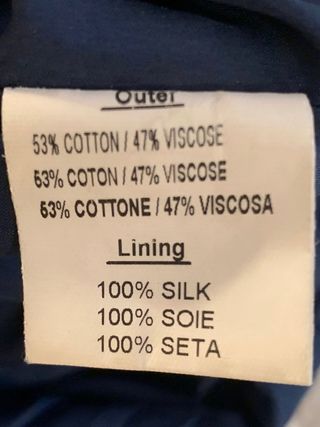 Outer
53% COTTON / 47% VISCOSE
53% COTON / 47% VISCOSE
53% COTTONE / 47% VISCOSA
Lining
100% SILK
100% SOIE
100% SETA